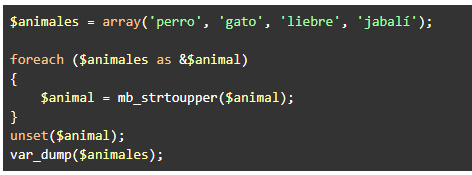 $animales = array('perro', 'gato', 'liebre', 'jabalí');
foreach ($animales as &$animal)
{
    $animal = mb_strtoupper($animal);
}
unset($animal);
var_dump($animales);